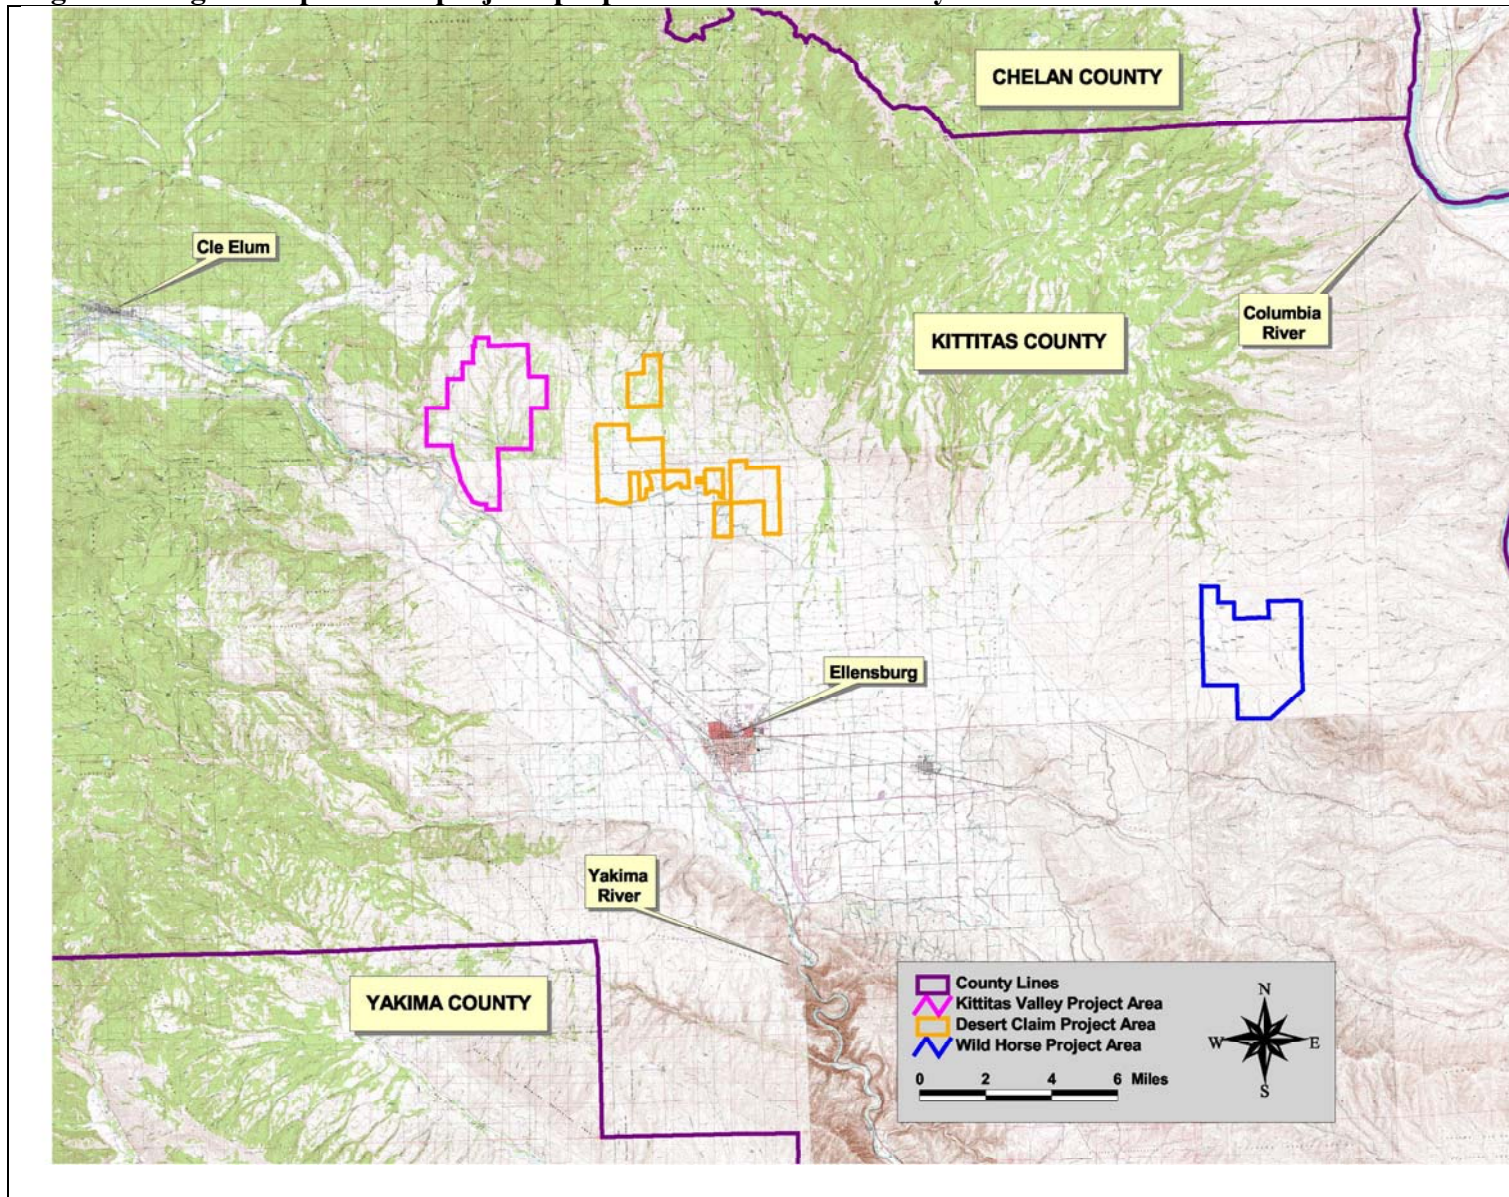 CHELAN COUNTY
Cle Elum
Columbia
River
KITTITAS COUNTY
Ellensburg
Yakima
River
YAKIMA COUNTY
County Lines
Kittitas Valley Project Area
Desert Claim Project Area
Wild Horse Project Area
N
W E
S
0 2 4 6 Miles